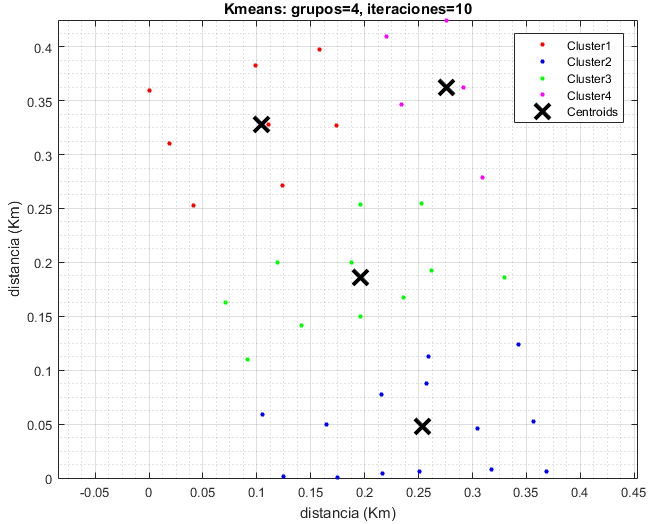 Kmeans: grupos=4, iteraciones=10
0.4
0.35
0.3
0.25
0.2
0.15
0.1
0.05
0
distancia (Km)
Cluster1
Cluster2
Cluster3
Cluster4
Centroids
-0.05 0 0.05 0.1 0.15 0.2 0.25 0.3 0.35 0.4 0.45
distancia (Km)